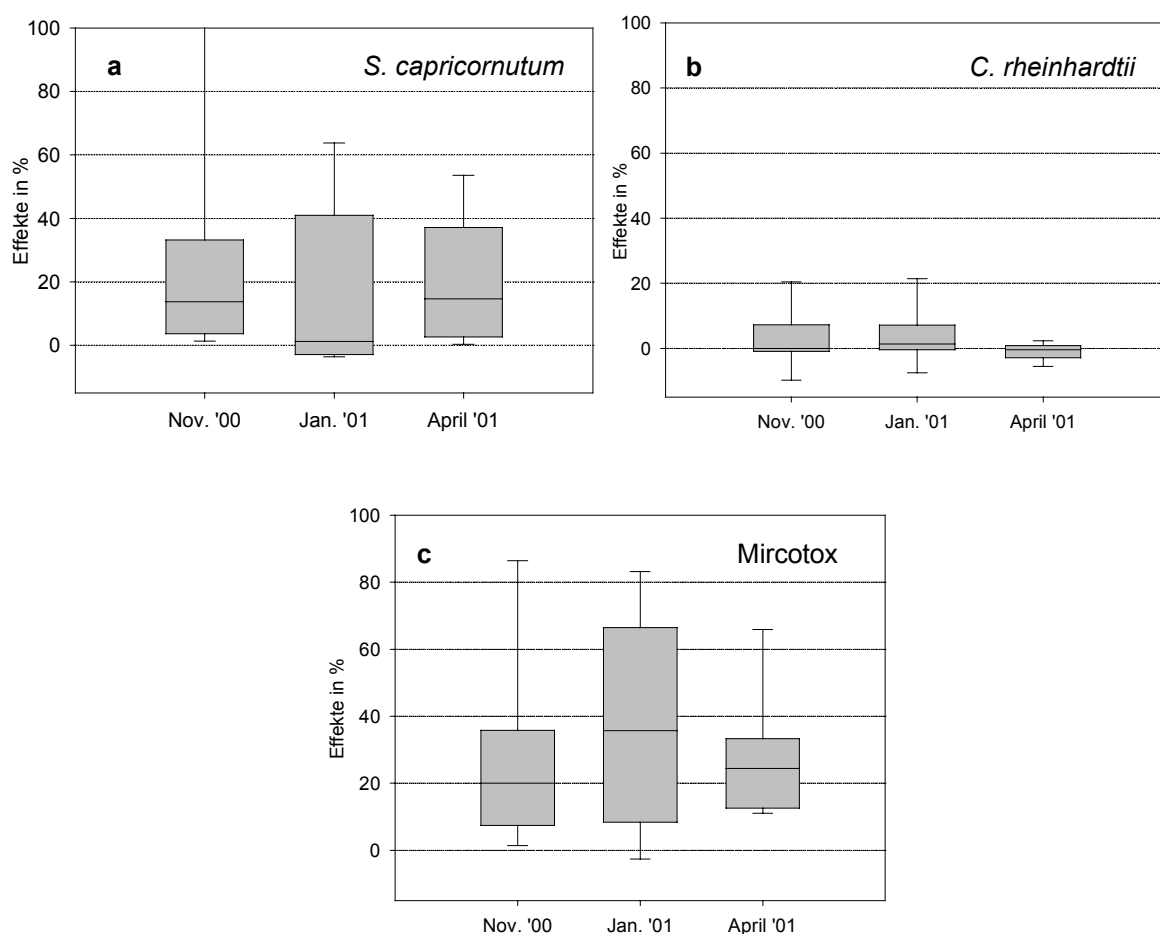 a
S. capricornutum
Effekte in %
100
80
60
40
20
0
Nov. '00 Jan. '01 April '01
b
C. rheinhardtii
Effekte in %
100
80
60
40
20
0
Nov. '00 Jan. '01 April '01
c
Mircotox
Effekte in %
100
80
60
40
20
0
Nov. '00 Jan. '01 April '01